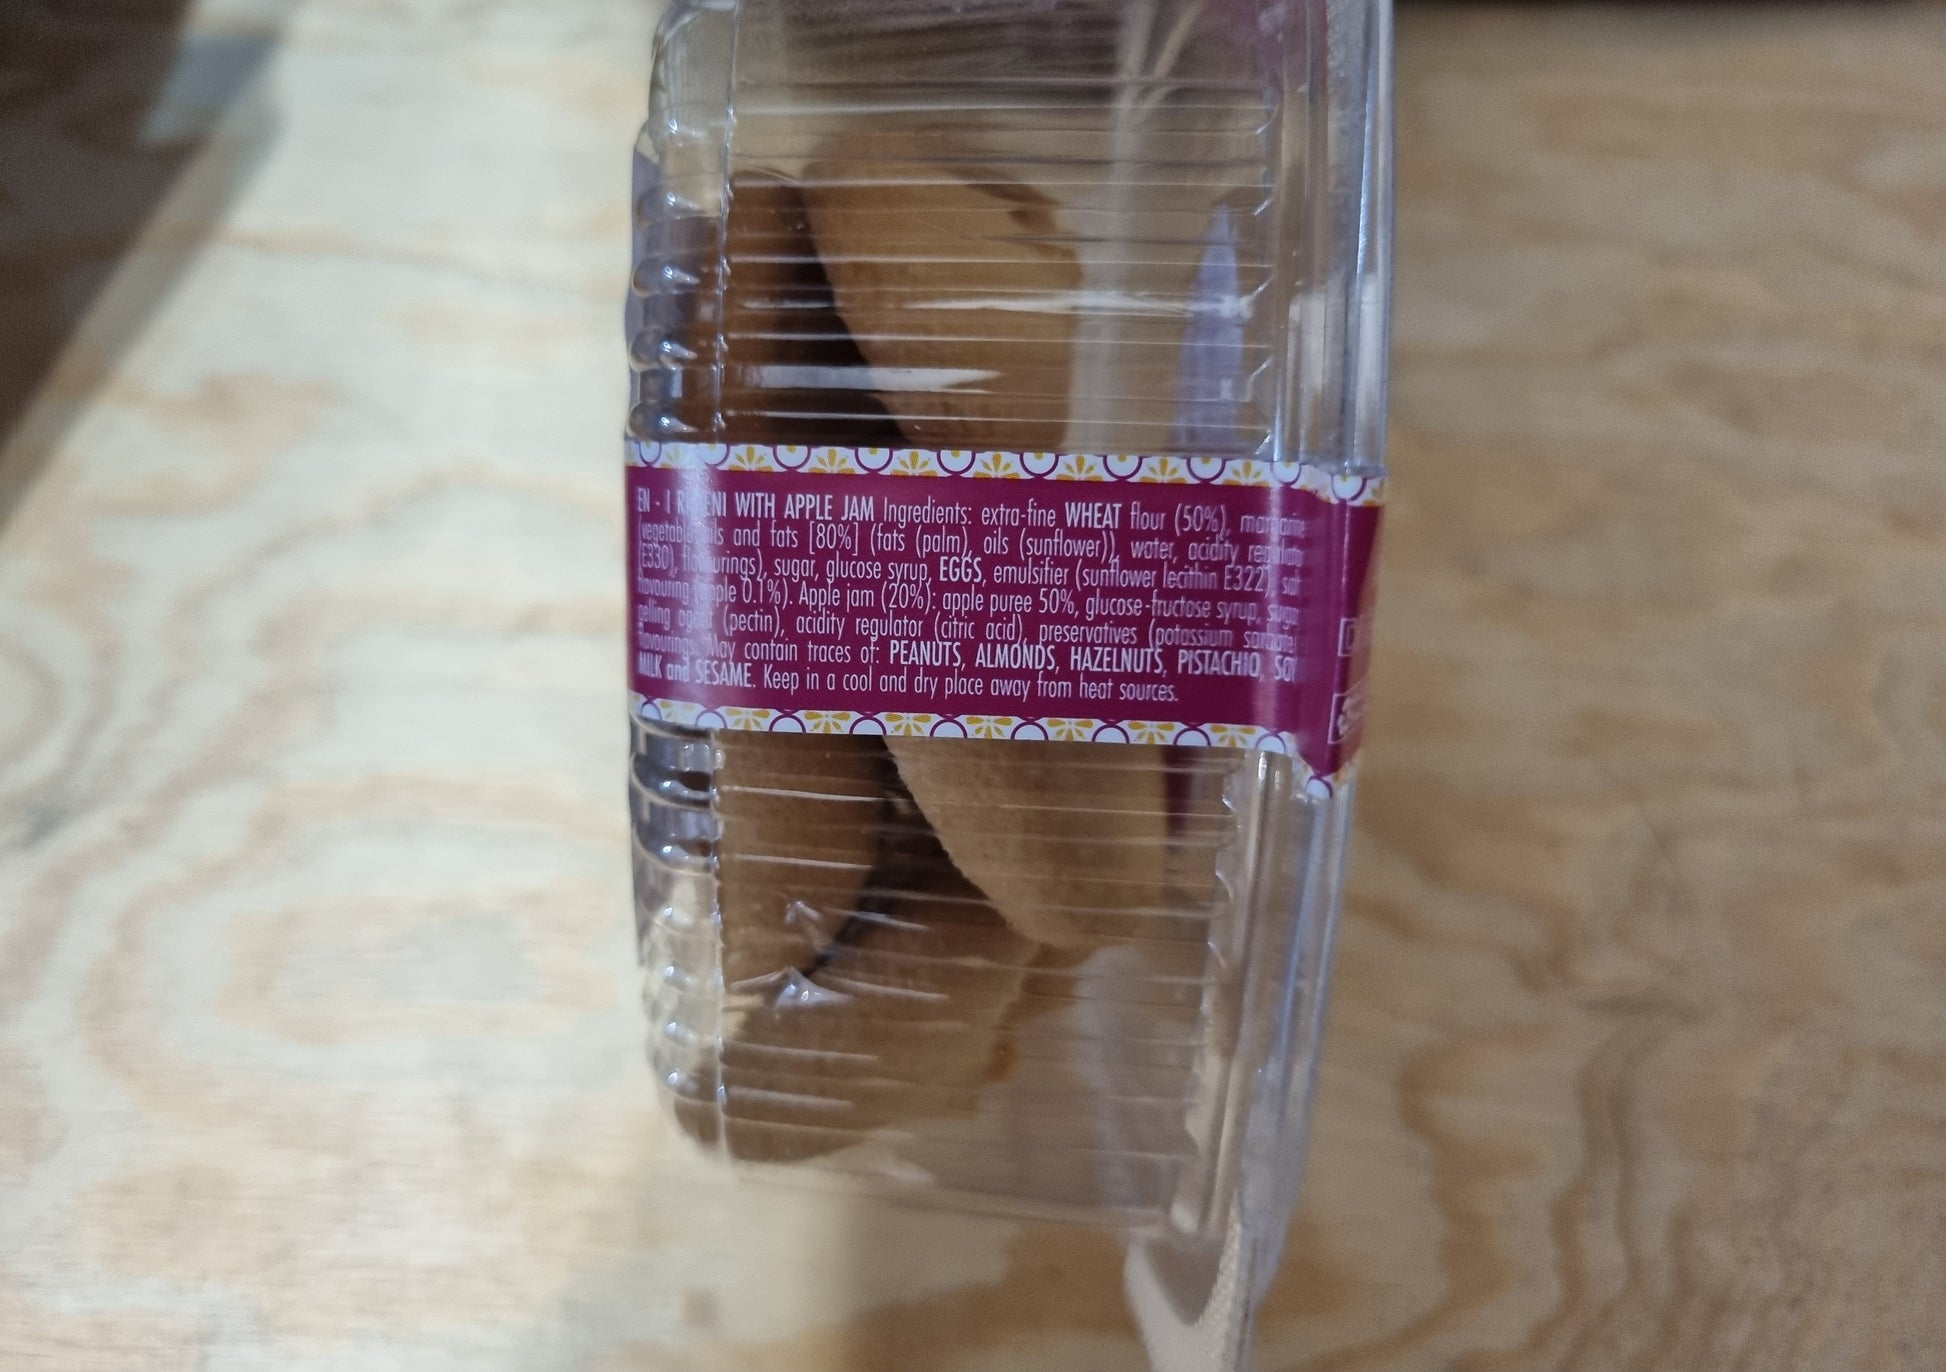 EN - I WITH APPLE JAM Ingredients: extra-fine WHEAT flour (50%), margarine
(vegetable oils and fats [80%] (fats (palm), oils (sunflower)), water, acidity regulator
(E330), flavourings), sugar, glucose syrup, EGGS, emulsifier (sunflower lecithin E322), salt
flavouring (apple 0.1%). Apple jam (20%): apple puree 50%, glucose-fructose syrup, sugar
gelling agent (pectin), acidity regulator (citric acid), preservatives (potassium sorbate)
flavourings. May contain traces of: PEANUTS, ALMONDS, HAZELNUTS, PISTACHIO, SOY
MILK and SESAME. Keep in a cool and dry place away from heat sources.